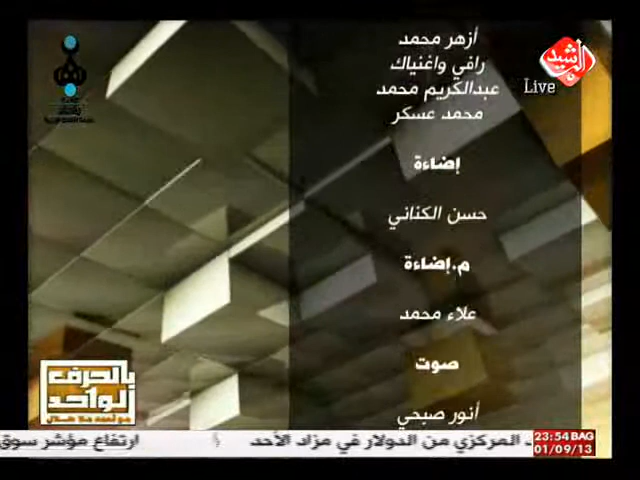 أزهر محمد
رافي واغنياك
عبدالكريم محمد
محمد عسكر
إضاءة
حسن الكناني
م.إضاءة
علاء محمد
صوت
أنور صبحي
الرشيد
Live
بالحرف
الواحد
المركزي من الدولار في مزاد الأحد
ارتفاع مؤشر سوق
23:54 BAG
01/09/13